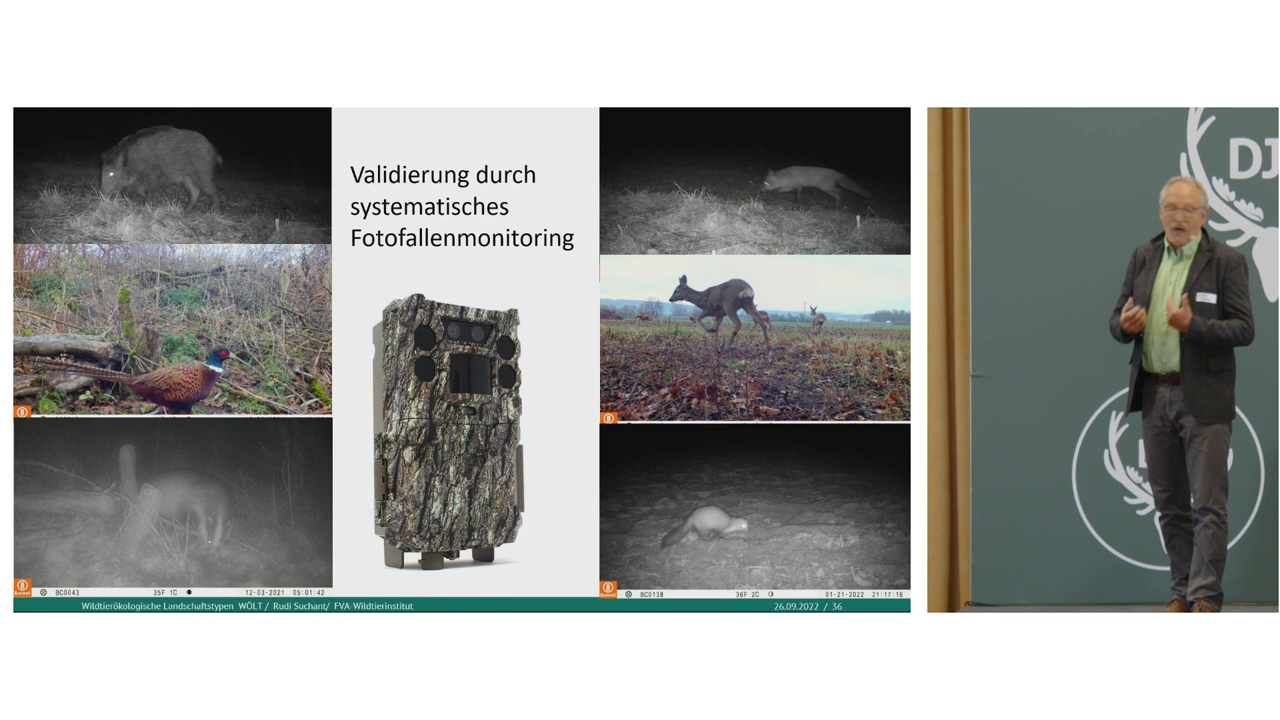 Validierung durch
systematisches
Fotofallenmonitoring
BC0043 35F 1C 12-03-2021 05:01:42
BC0138 36F 2C 01-21-2022 21:17:16
Wildtierökologische Landschaftstypen WÖLT / Rudi Suchant/ FVA-Wildtierinstitut
26.09.2022 / 36
DJ